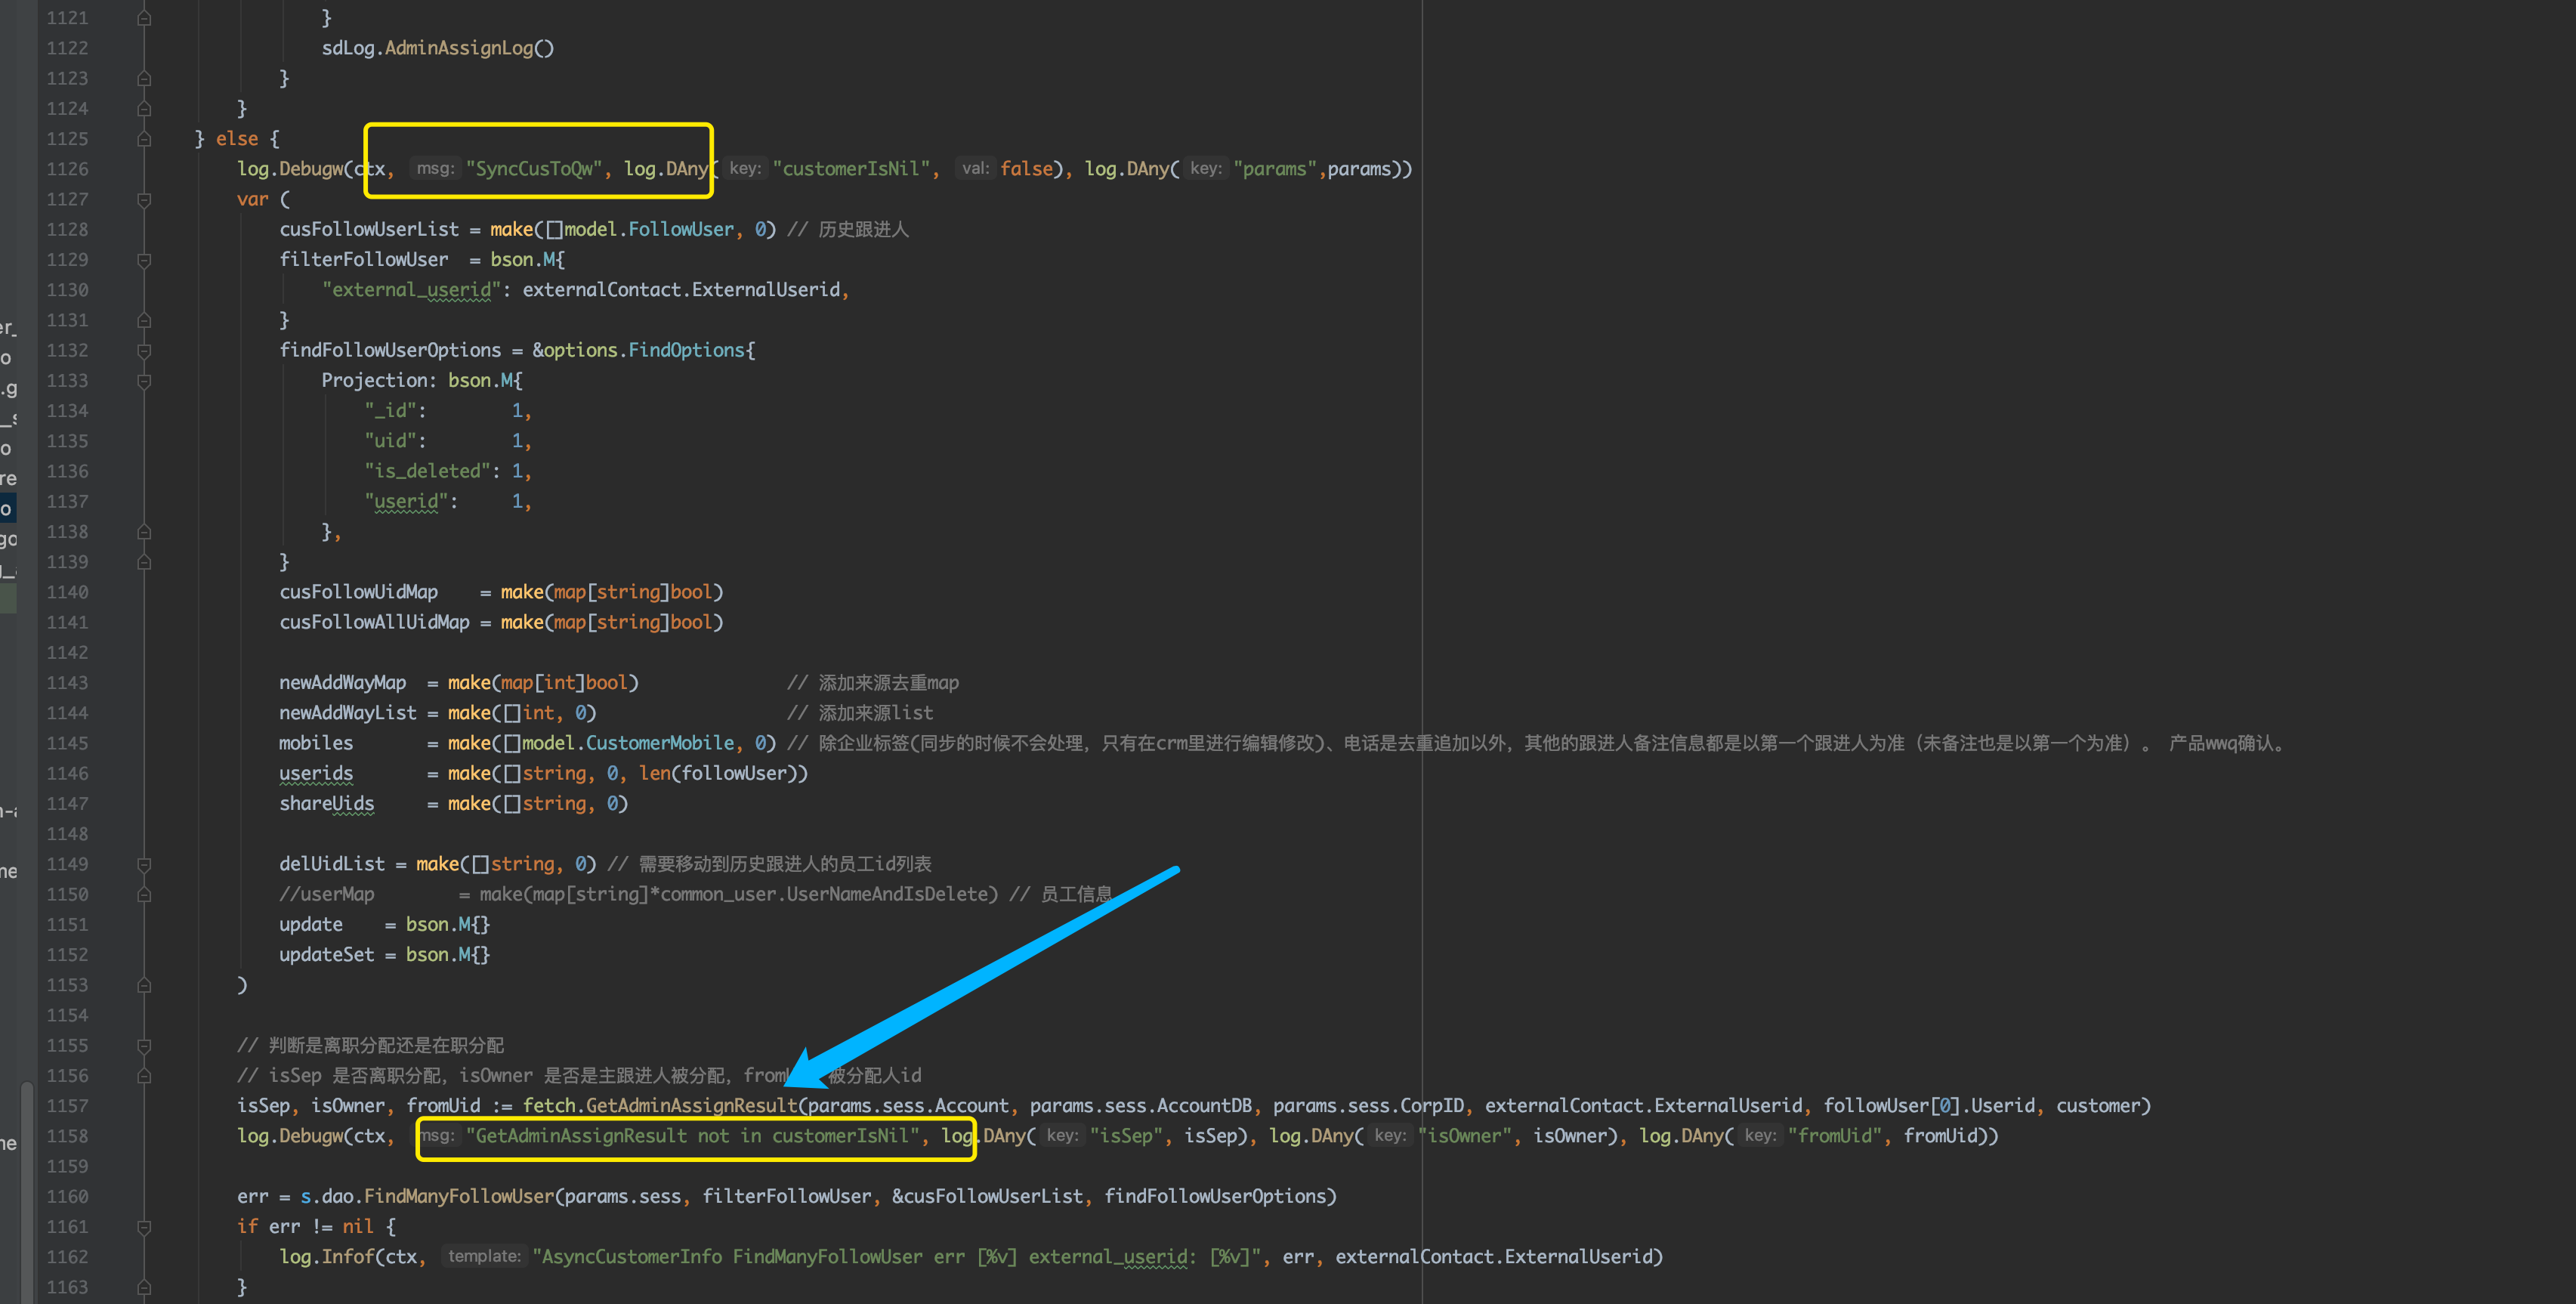 1121 }
1122 sdLog.AdminAssignLog()
1123 }
1124 }
1125 } else {
1126 log.Debugw(ctx, msg: "SyncCusToQw", log.DAny( key: "customerIsNil", val: false), log.DAny( key: "params",params))
1127 var (
1128 cusFollowUserList = make([]model.FollowUser, 0) // 历史跟进人
1129 filterFollowUser = bson.M{
1130 "external_userid": externalContact.ExternalUserid,
1131 }
1132 findFollowUserOptions = &options.FindOptions{
1133 Projection: bson.M{
1134 "_id": 1,
1135 "uid": 1,
1136 "is_deleted": 1,
1137 "userid": 1,
1138 },
1139 }
1140 cusFollowUidMap = make(map[string]bool)
1141 cusFollowAllUidMap = make(map[string]bool)
1142
1143 newAddWayMap = make(map[int]bool) // 添加来源去重map
1144 newAddWayList = make([]int, 0) // 添加来源list
1145 mobiles = make([]model.CustomerMobile, 0) // 除企业标签(同步的时候不会处理，只有在crm里进行编辑修改)、电话是去重追加以外，其他的跟进人备注信息都是以第一个跟进人为准（未备注也是以第一个为准）。 产品wwq确认。
1146 userids = make([]string, 0, len(followUser))
1147 shareUids = make([]string, 0)
1148
1149 delUidList = make([]string, 0) // 需要移动到历史跟进人的员工id列表
1150 //userMap = make(map[string]*common_user.UserNameAndIsDelete) // 员工信息
1151 update = bson.M{}
1152 updateSet = bson.M{}
1153 )
1154
1155 // 判断是离职分配还是在职分配
1156 // isSep 是否离职分配，isOwner 是否是主跟进人被分配，from 被分配人id
1157 isSep, isOwner, fromUid := fetch.GetAdminAssignResult(params.sess.Account, params.sess.AccountDB, params.sess.CorpID, externalContact.ExternalUserid, followUser[0].Userid, customer)
1158 log.Debugw(ctx, msg: "GetAdminAssignResult not in customerIsNil", log.DAny( key: "isSep", isSep), log.DAny( key: "isOwner", isOwner), log.DAny( key: "fromUid", fromUid))
1159
1160 err = s.dao.FindManyFollowUser(params.sess, filterFollowUser, &cusFollowUserList, findFollowUserOptions)
1161 if err != nil {
1162 log.Infof(ctx, template: "AsyncCustomerInfo FindManyFollowUser err [%v] external_userid: [%v]", err, externalContact.ExternalUserid)
1163 }